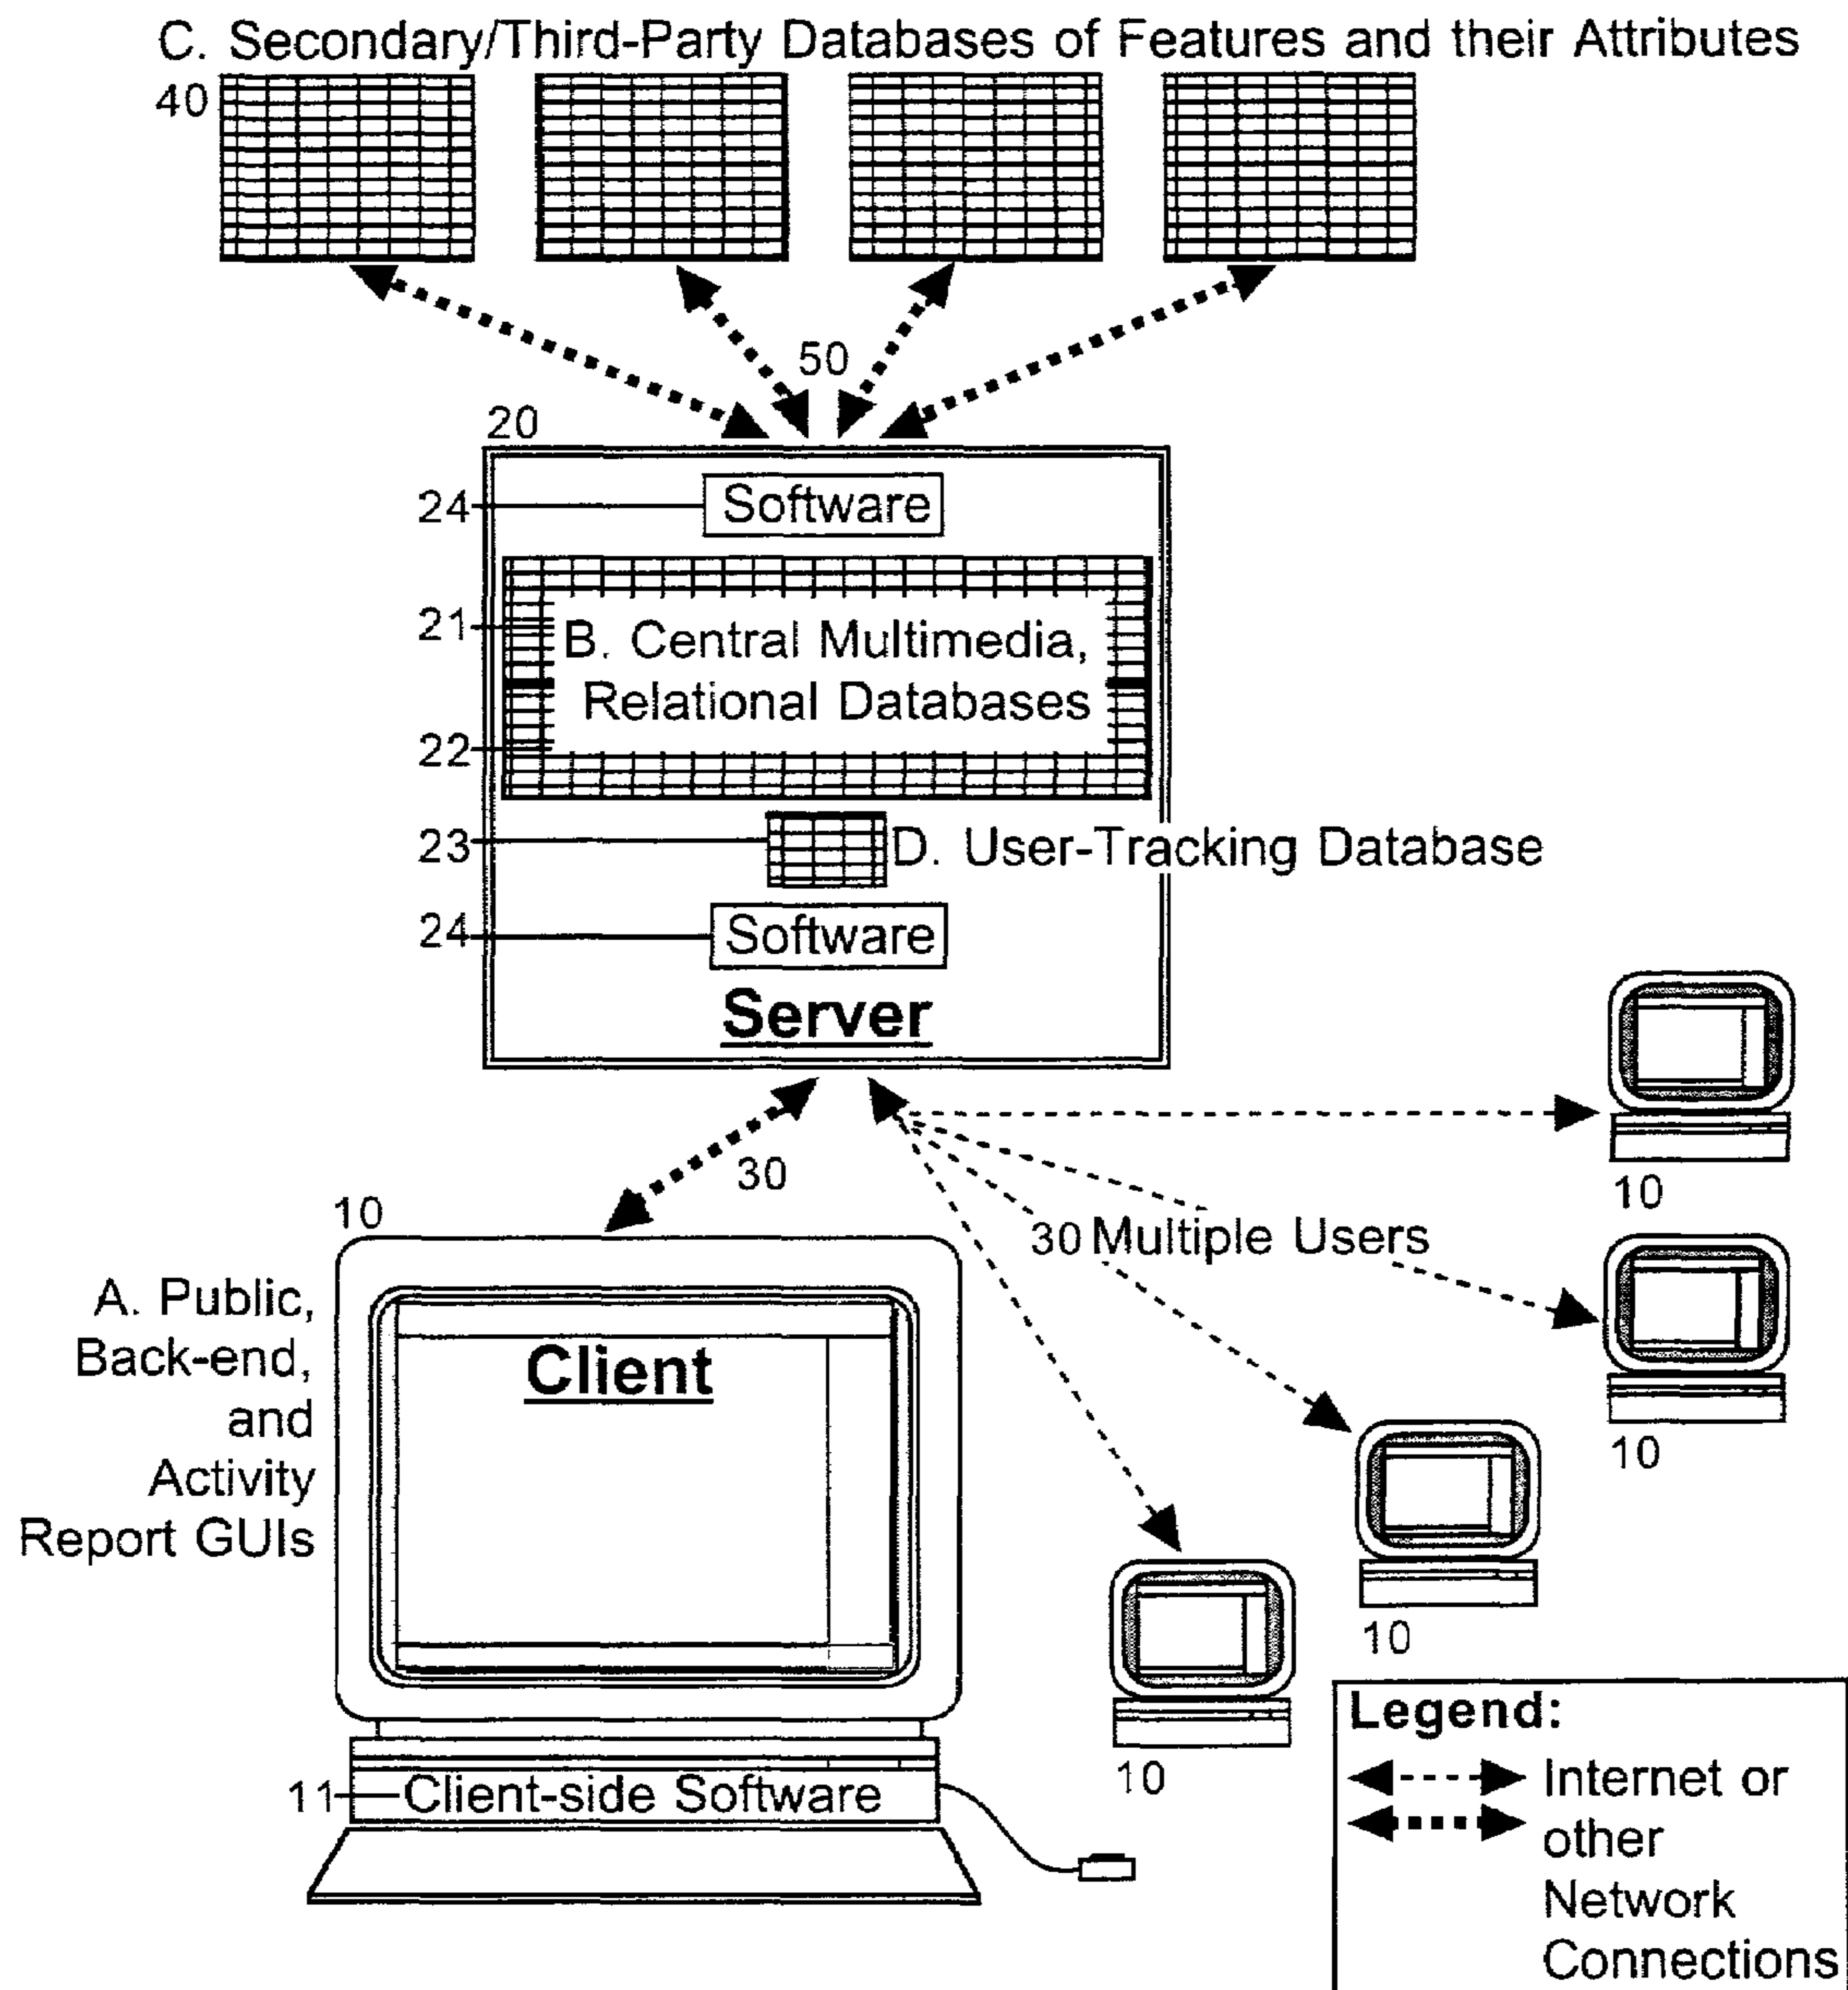 C. Secondary/Third-Party Databases of Features and their Attributes
40
50
20
24
Software
21
B. Central Multimedia,
Relational Databases
22
23
D. User-Tracking Database
24
Software
Server
30
10
10
30 Multiple Users
A. Public,
Back-end,
and
Activity
Report GUIs
Client
10
10
10
11
Client-side Software
Legend:
Internet or
other
Network
Connections